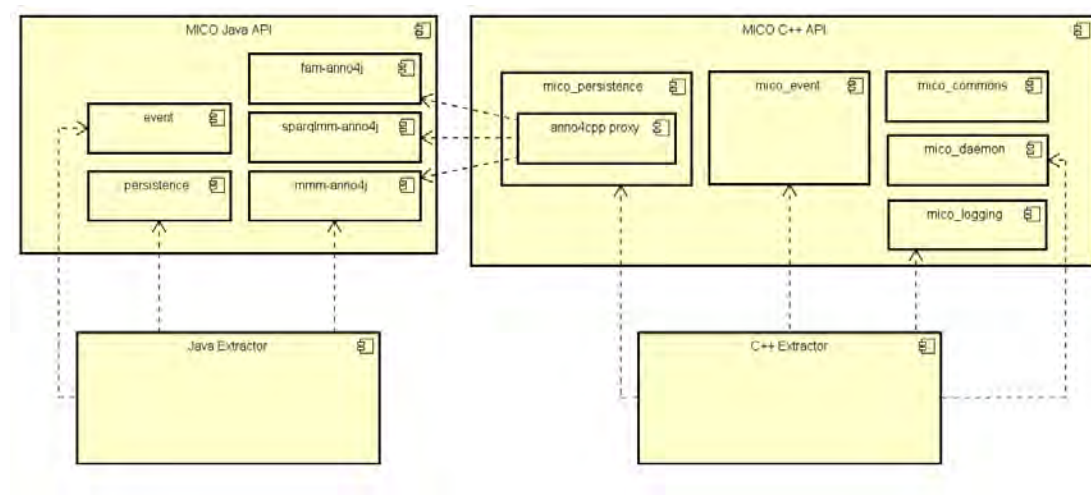 MICO Java API
fam-anno4j
event
sparqlmm-anno4j
persistence
mmm-anno4j
Java Extractor
MICO C++ API
mico_persistence
anno4cpp proxy
mico_event
mico_commons
mico_daemon
mico_logging
C++ Extractor